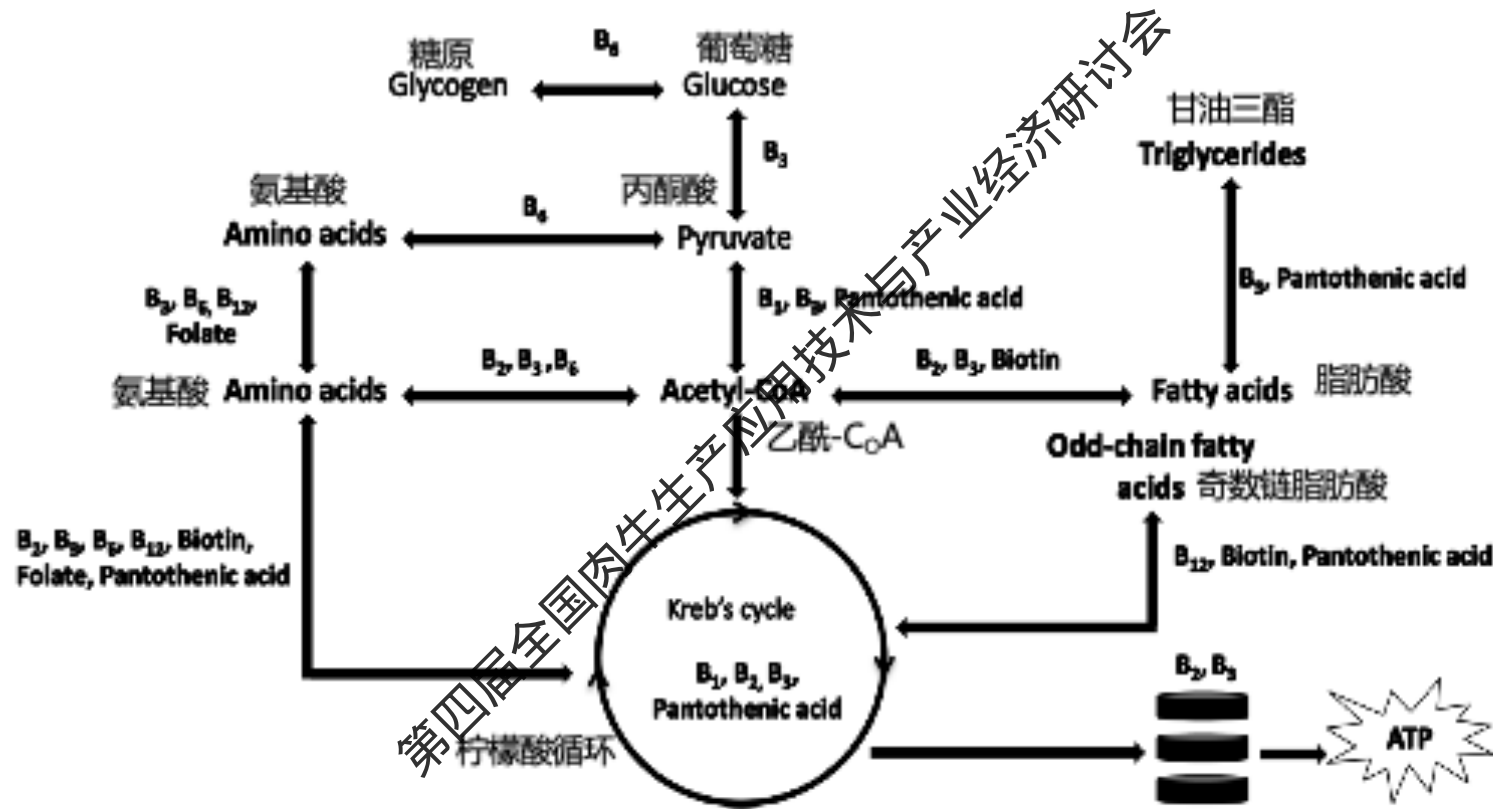 糖原
Glycogen
B₆
葡萄糖
Glucose
B₃
甘油三酯
Triglycerides
氨基酸
Amino acids
B₆
丙酮酸
Pyruvate
B₃, B₆, B₁₂,
Folate
B₁, B₃, Pantothenic acid
Pantothenic acid
氨基酸 Amino acids
B₂, B₃, B₆
Acetyl-CoA
乙酰-CoA
B₂, B₃, Biotin
Fatty acids 脂肪酸
Odd-chain fatty
acids 奇数链脂肪酸
B₁₂, Biotin, Pantothenic acid
B₆, B₁₂, Biotin,
Folate, Pantothenic acid
Kreb's cycle
B₁, B₂, B₃,
Pantothenic acid
柠檬酸循环
B₂, B₃
ATP
第四届全国肉牛生产应用技术与产业经济研讨会